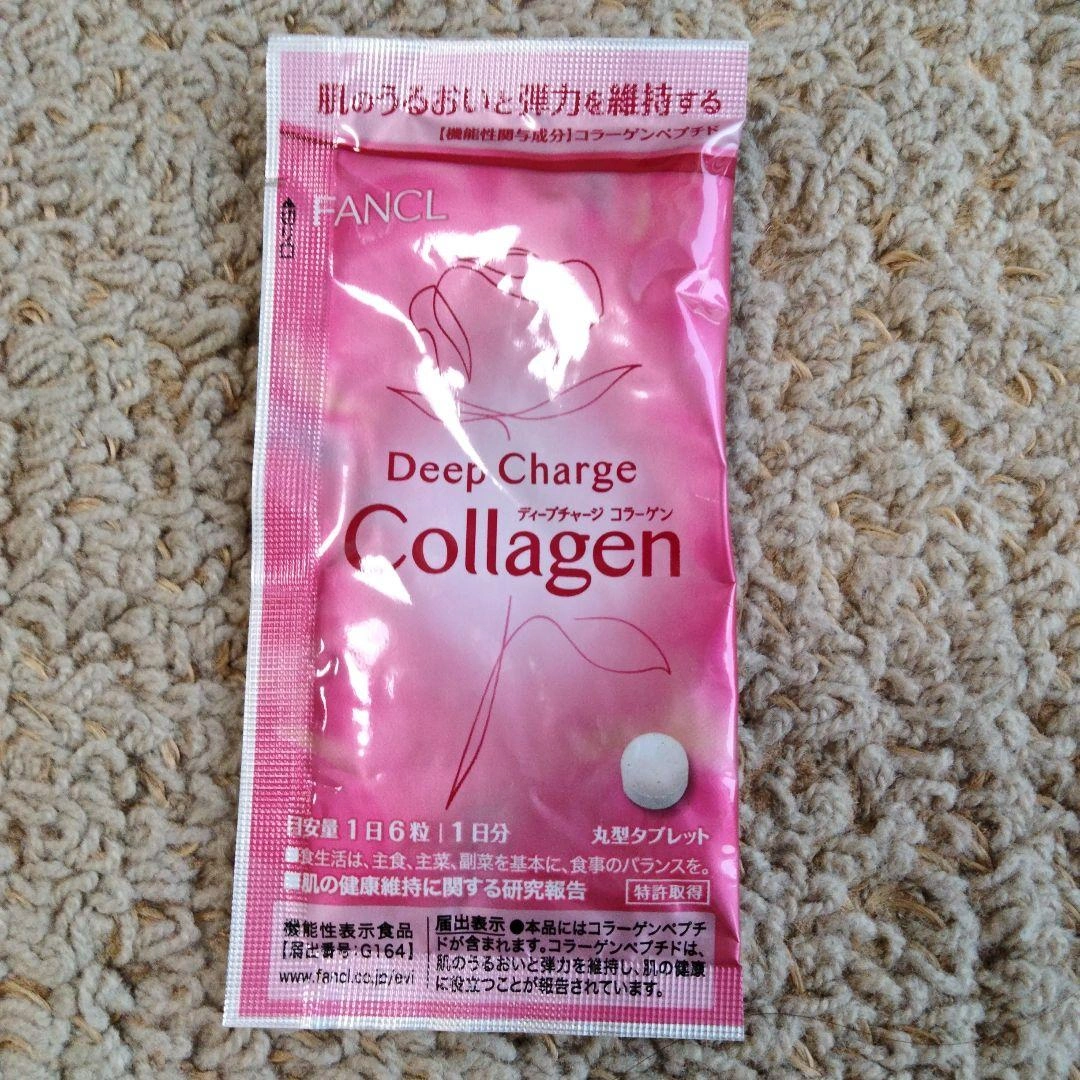 肌のうるおいと弾力を維持する
【機能性関与成分】コラーゲンペプチド
FANCL
Deep Charge
ディープチャージ コラーゲン
Collagen
目安量 1日6粒 | 1日分
丸型タブレット
■食生活は、主食、主菜、副菜を基本に、食事のバランスを。
■肌の健康維持に関する研究報告
特許取得
機能性表示食品
【届出番号:G164】
www.fancl.co.jp/evi
届出表示 ●本品にはコラーゲンペプチ
ドが含まれます。コラーゲンペプチドは、
肌のうるおいと弾力を維持し、肌の健康
に役立つことが報告されています。